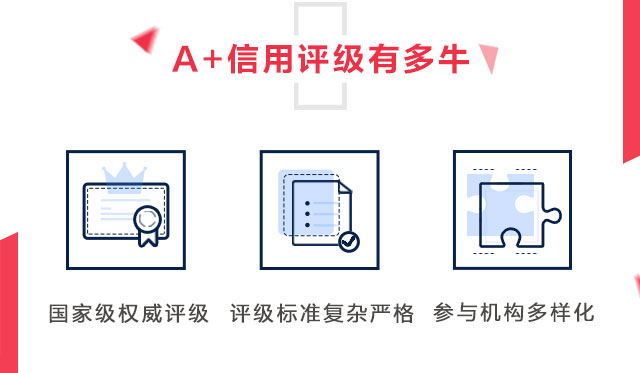 A+信用评级有多牛
国家级权威评级
评级标准复杂严格
参与机构多样化